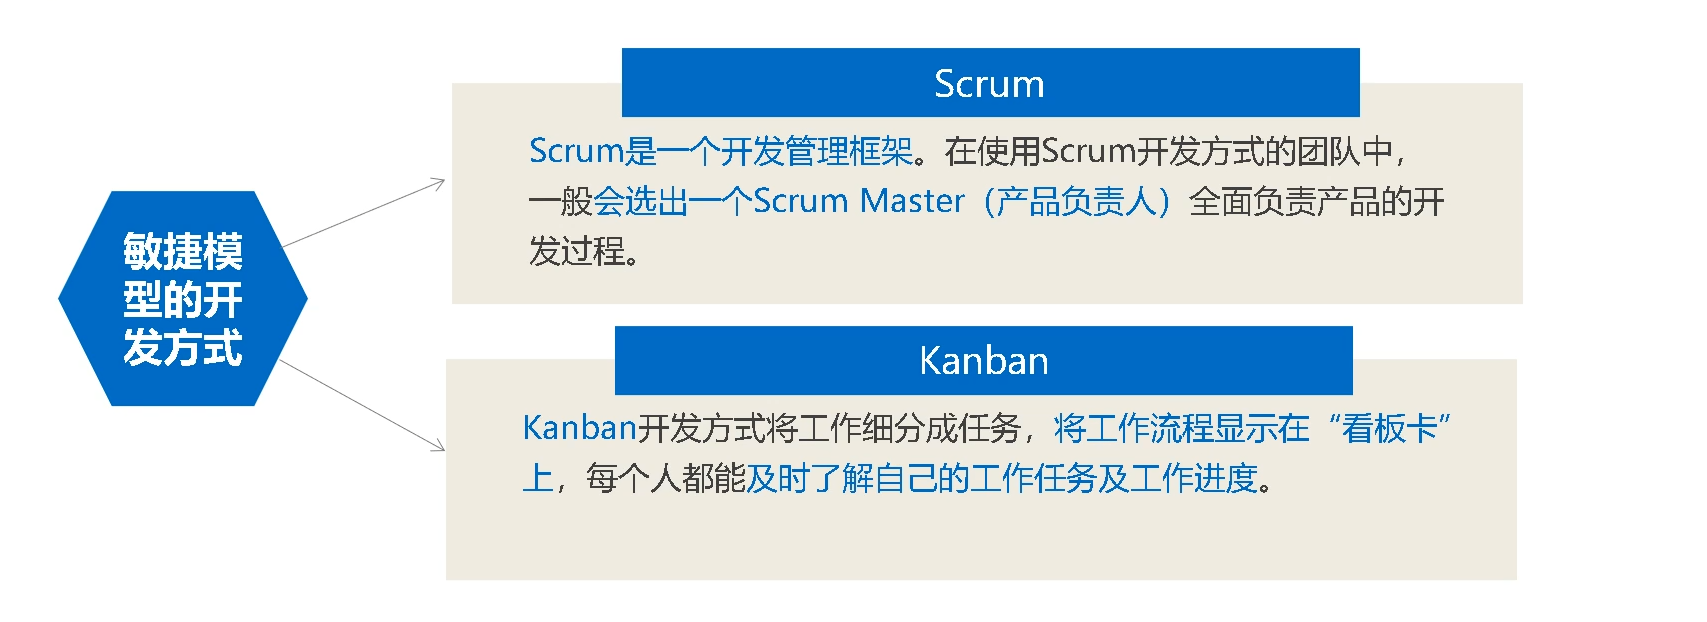 敏捷模
型的开
发方式
Scrum
Scrum是一个开发管理框架。在使用Scrum开发方式的团队中，
一般会选出一个Scrum Master（产品负责人）全面负责产品的开
发过程。
Kanban
Kanban开发方式将工作细分成任务，将工作流程显示在“看板卡”
上，每个人都能及时了解自己的工作任务及工作进度。